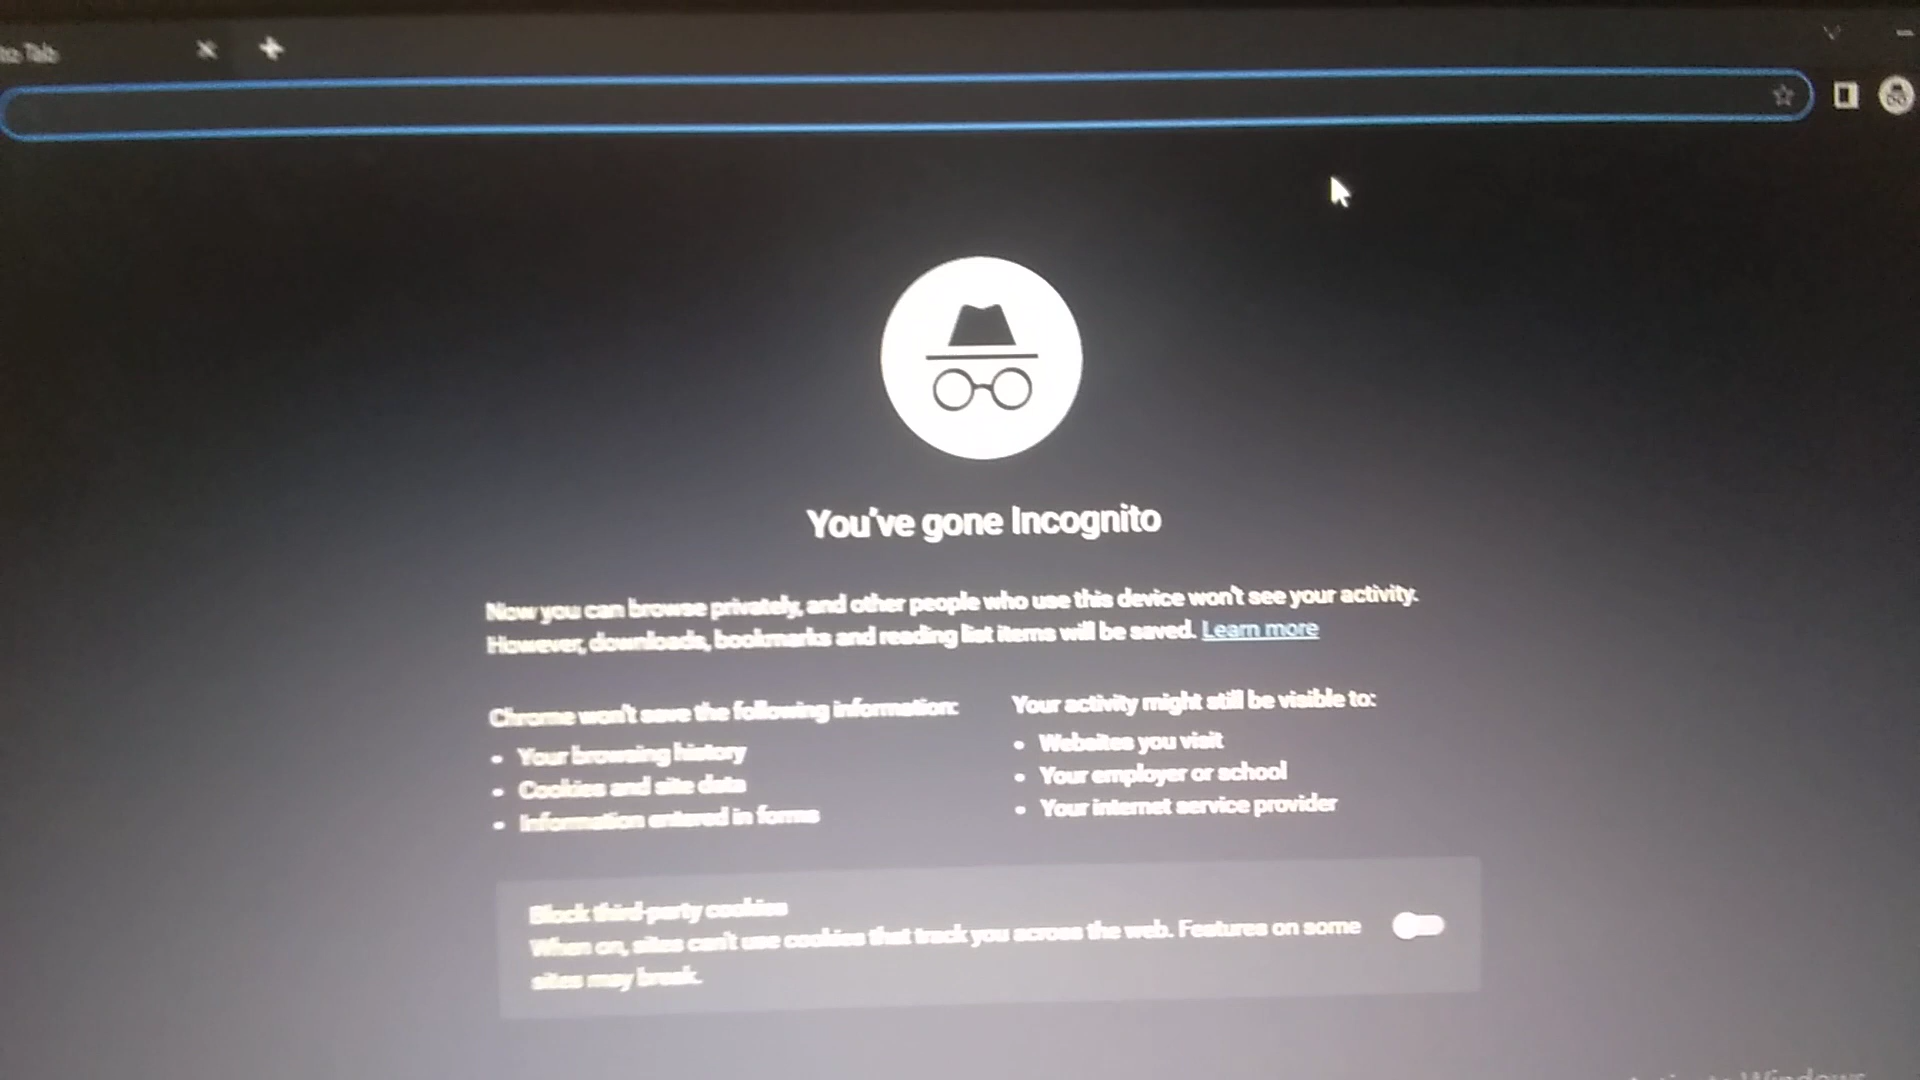 Tab
You've gone Incognito
Now you can browse privately, and other people who use this device won't see your activity.
However, downloads, bookmarks and reading list items will be saved. Learn more
Chrome won't save the following information:
• Your browsing history
• Cookies and site data
• Information entered in forms
Your activity might still be visible to:
• Websites you visit
• Your employer or school
• Your internet service provider
Block third-party cookies
When on, sites can't use cookies that track you across the web. Features on some
sites may break.
Windows